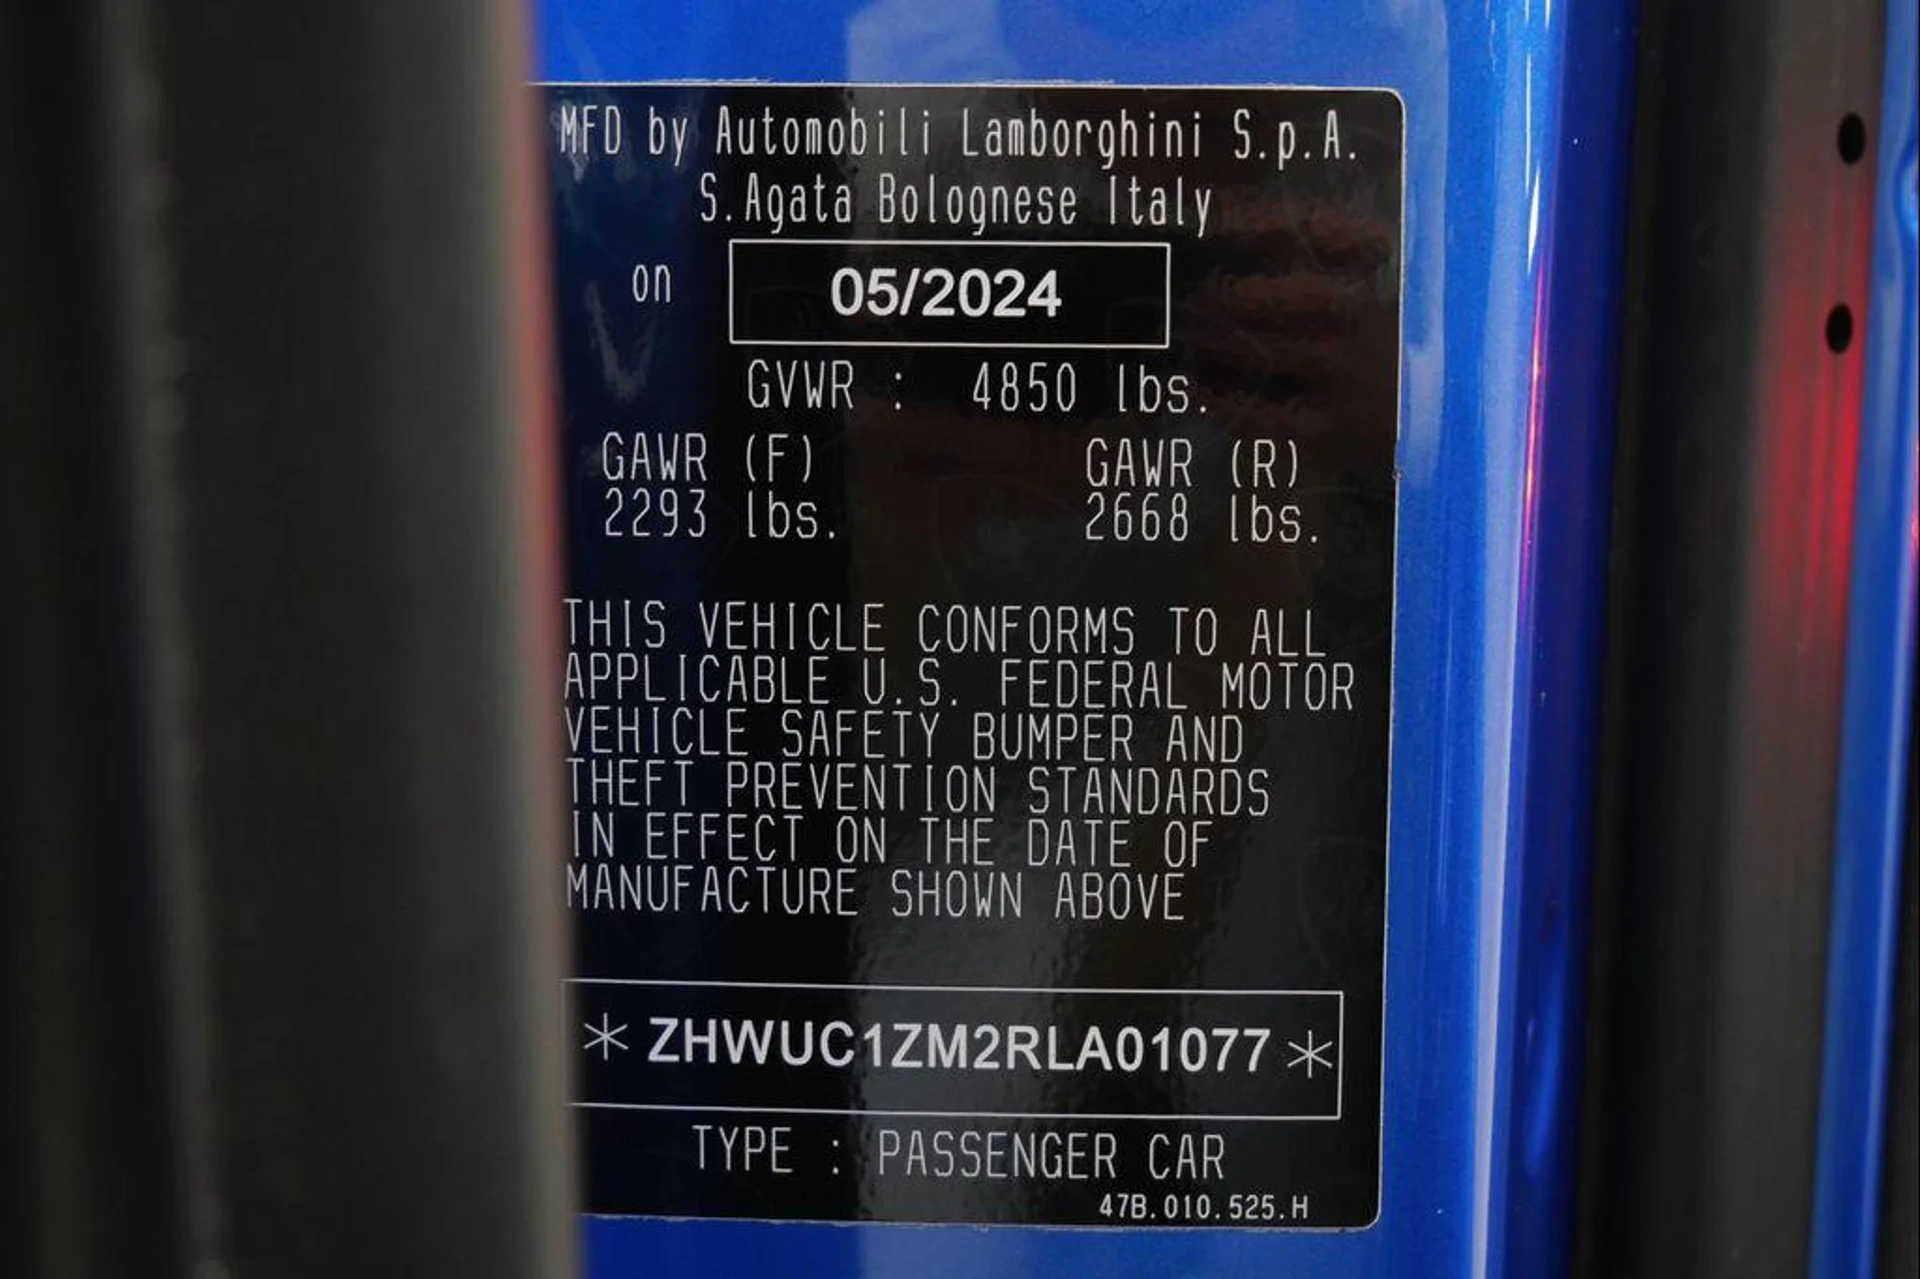 MFD by Automobili Lamborghini S.p.A.
S.Agata Bolognese Italy
on 05/2024
GVWR : 4850 lbs.
GAWR (F) GAWR (R)
2293 lbs. 2668 lbs.
THIS VEHICLE CONFORMS TO ALL
APPLICABLE U.S. FEDERAL MOTOR
VEHICLE SAFETY BUMPER AND
THEFT PREVENTION STANDARDS
IN EFFECT ON THE DATE OF
MANUFACTURE SHOWN ABOVE
* ZHWUC1ZM2RLA01077 *
TYPE : PASSENGER CAR
47B.010.525.H